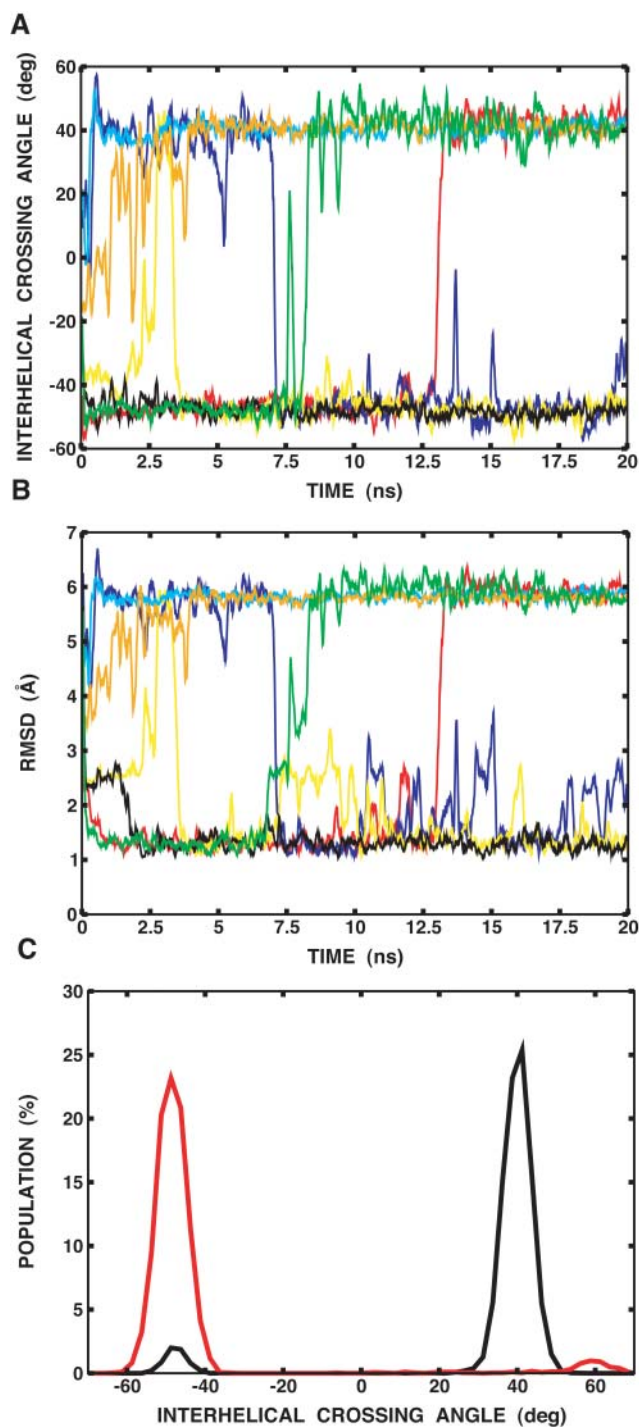 A
INTERHELICAL CROSSING ANGLE (deg)
60
40
20
0
-20
-40
-60
0 2.5 5 7.5 10 12.5 15 17.5 20
TIME (ns)
B
RMSD (Å)
7
6
5
4
3
2
1
0
0 2.5 5 7.5 10 12.5 15 17.5 20
TIME (ns)
C
POPULATION (%)
30
25
20
15
10
5
0
-60 -40 -20 0 20 40 60
INTERHELICAL CROSSING ANGLE (deg)